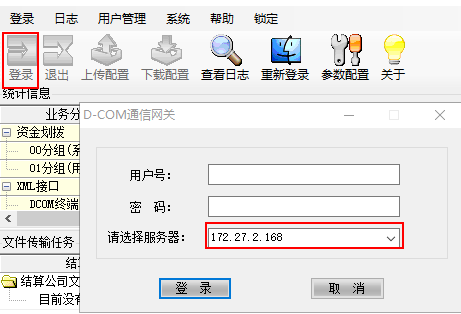 登录 日志 用户管理 系统 帮助 锁定
登录 退出 上传配置 下载配置 查看日志 重新登录 参数配置 关于
统计信息
业务分
资金划拨
00分组(系
01分组(用
XML接口
DCOM终端
文件传输任务
结算
结算公司文
目前没有
D-COM通信网关
用户号：
密 码：
请选择服务器： 172.27.2.168
登 录 取 消